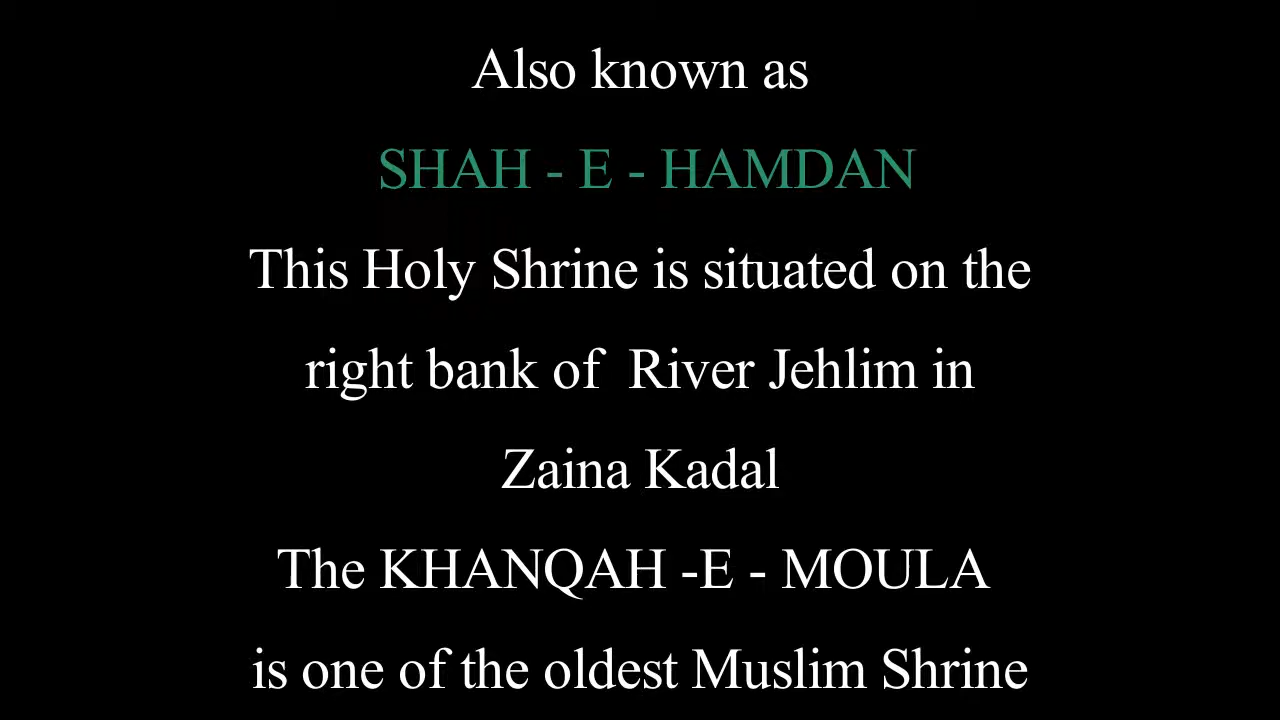 Also known as
SHAH - E - HAMDAN
This Holy Shrine is situated on the
right bank of River Jehlim in
Zaina Kadal
The KHANQAH -E - MOULA
is one of the oldest Muslim Shrine